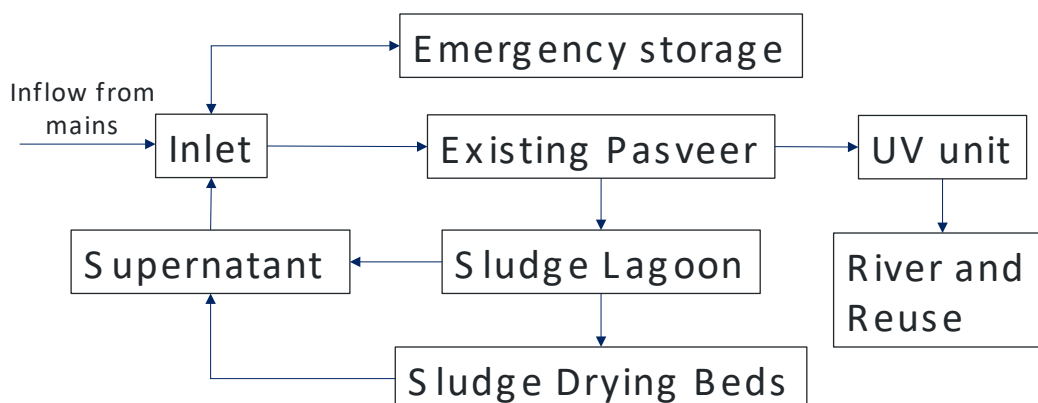 Emergency storage
Inflow from
mains
Inlet
Existing Pasveer
UV unit
Supernatant
Sludge Lagoon
River and
Reuse
Sludge Drying Beds